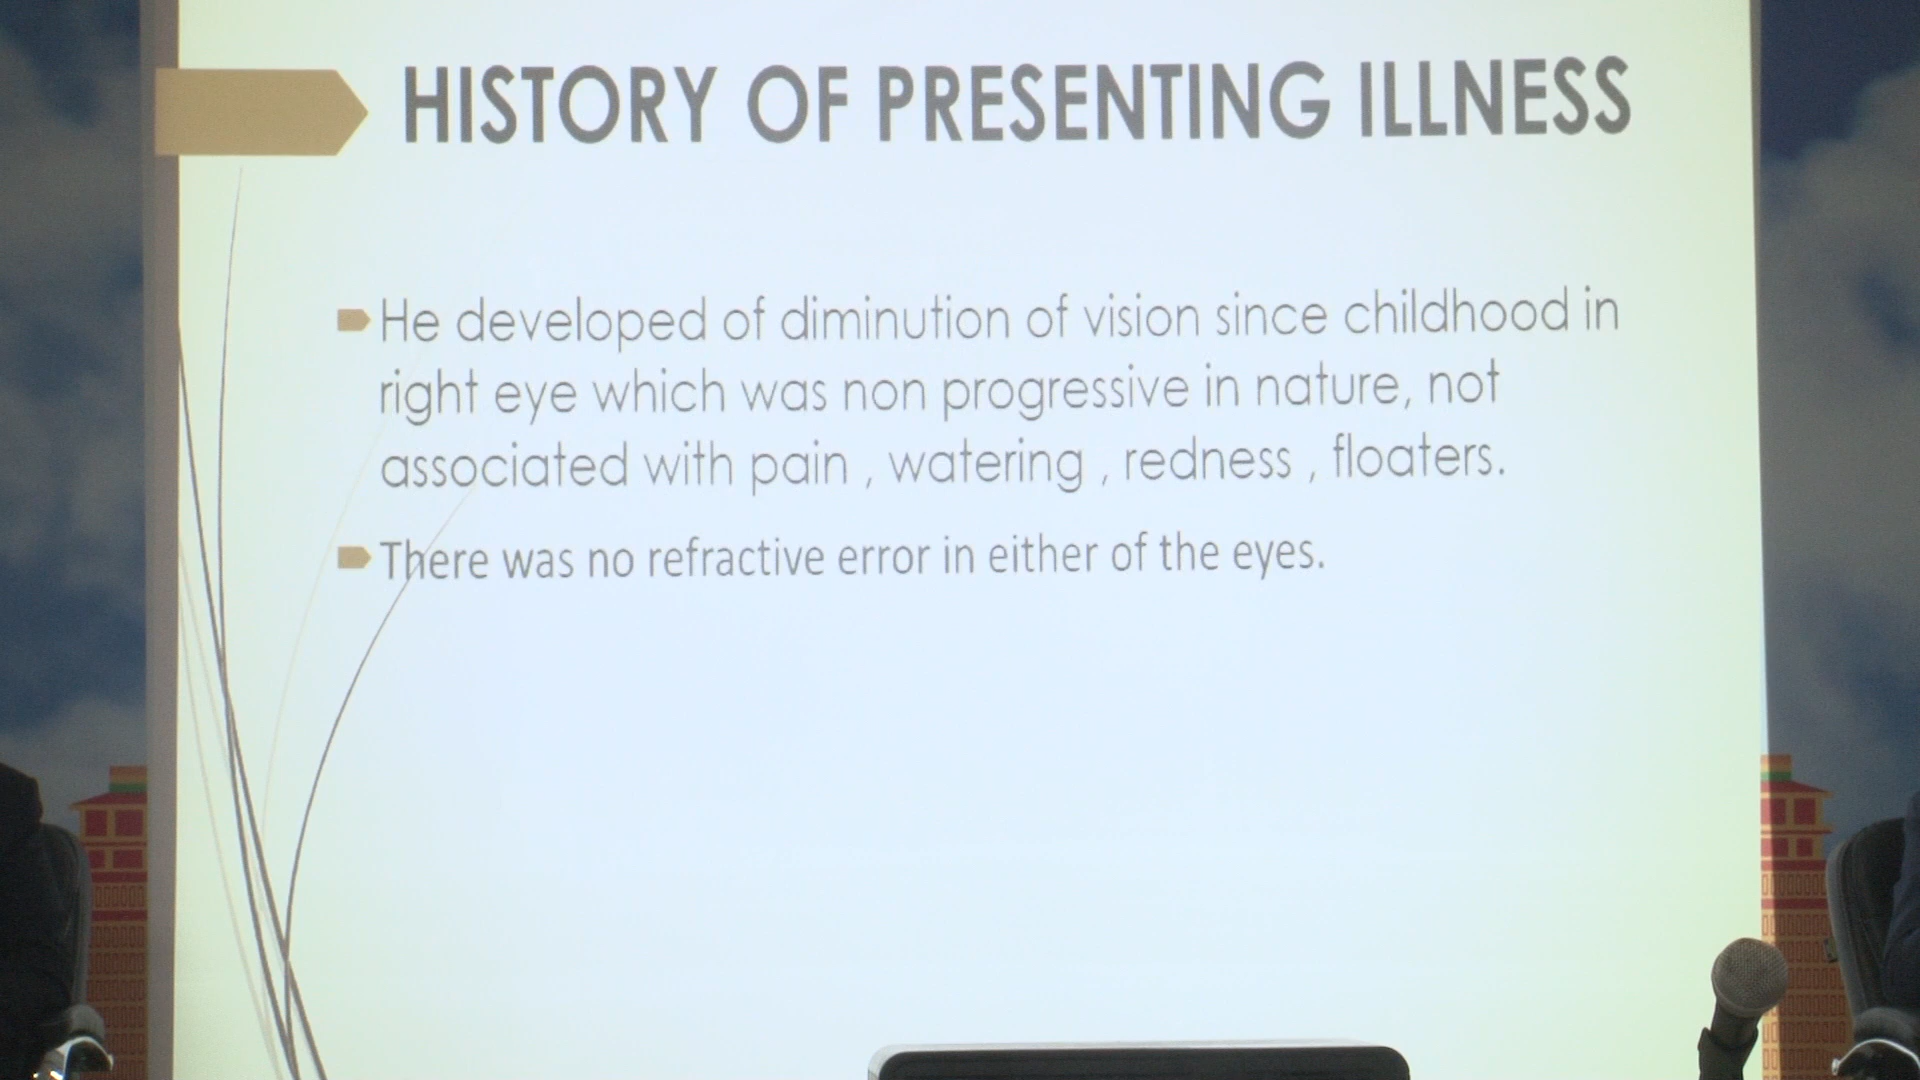 HISTORY OF PRESENTING ILLNESS
He developed of diminution of vision since childhood in
right eye which was non progressive in nature, not
associated with pain , watering , redness , floaters.
There was no refractive error in either of the eyes.